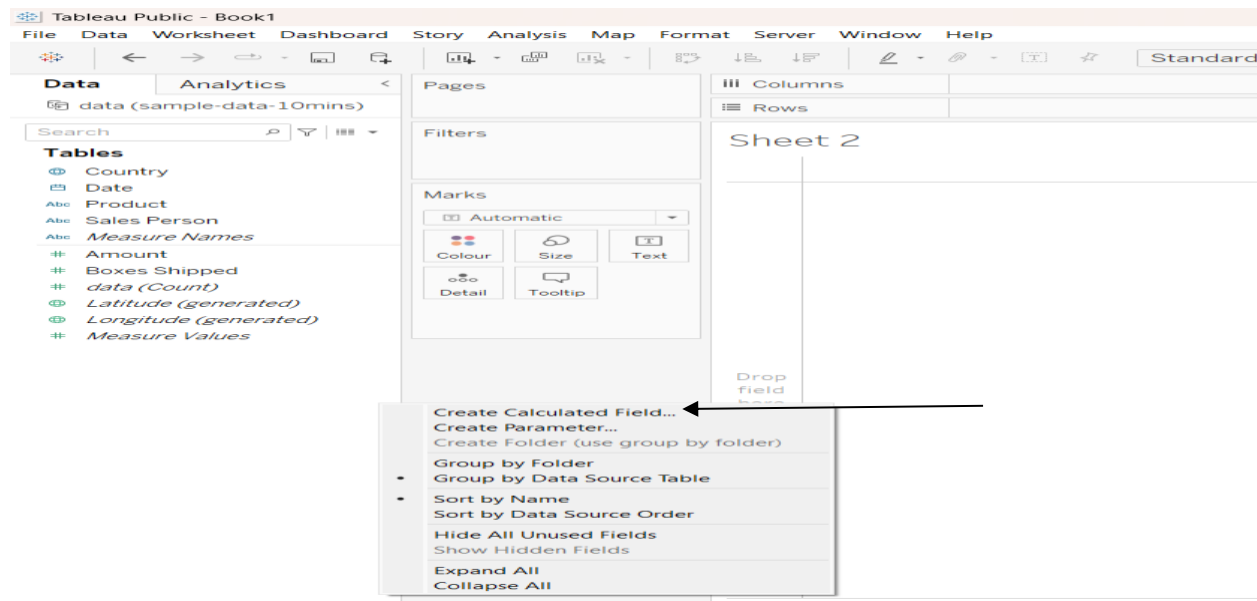 Tableau Public - Book1
File Data Worksheet Dashboard Story Analysis Map Format Server Window Help
Standard
Data Analytics
data (sample-data-10mins)
Search
Tables
Country
Date
Abc Product
Abc Sales Person
Abc Measure Names
Amount
Boxes Shipped
data (Count)
Latitude (generated)
Longitude (generated)
Measure Values
Pages
Filters
Marks
Automatic
Colour Size Text
Detail Tooltip
Columns
Rows
Sheet 2
Drop
field
here
Create Calculated Field...
Create Parameter...
Create Folder (use group by folder)
Group by Folder
Group by Data Source Table
Sort by Name
Sort by Data Source Order
Hide All Unused Fields
Show Hidden Fields
Expand All
Collapse All